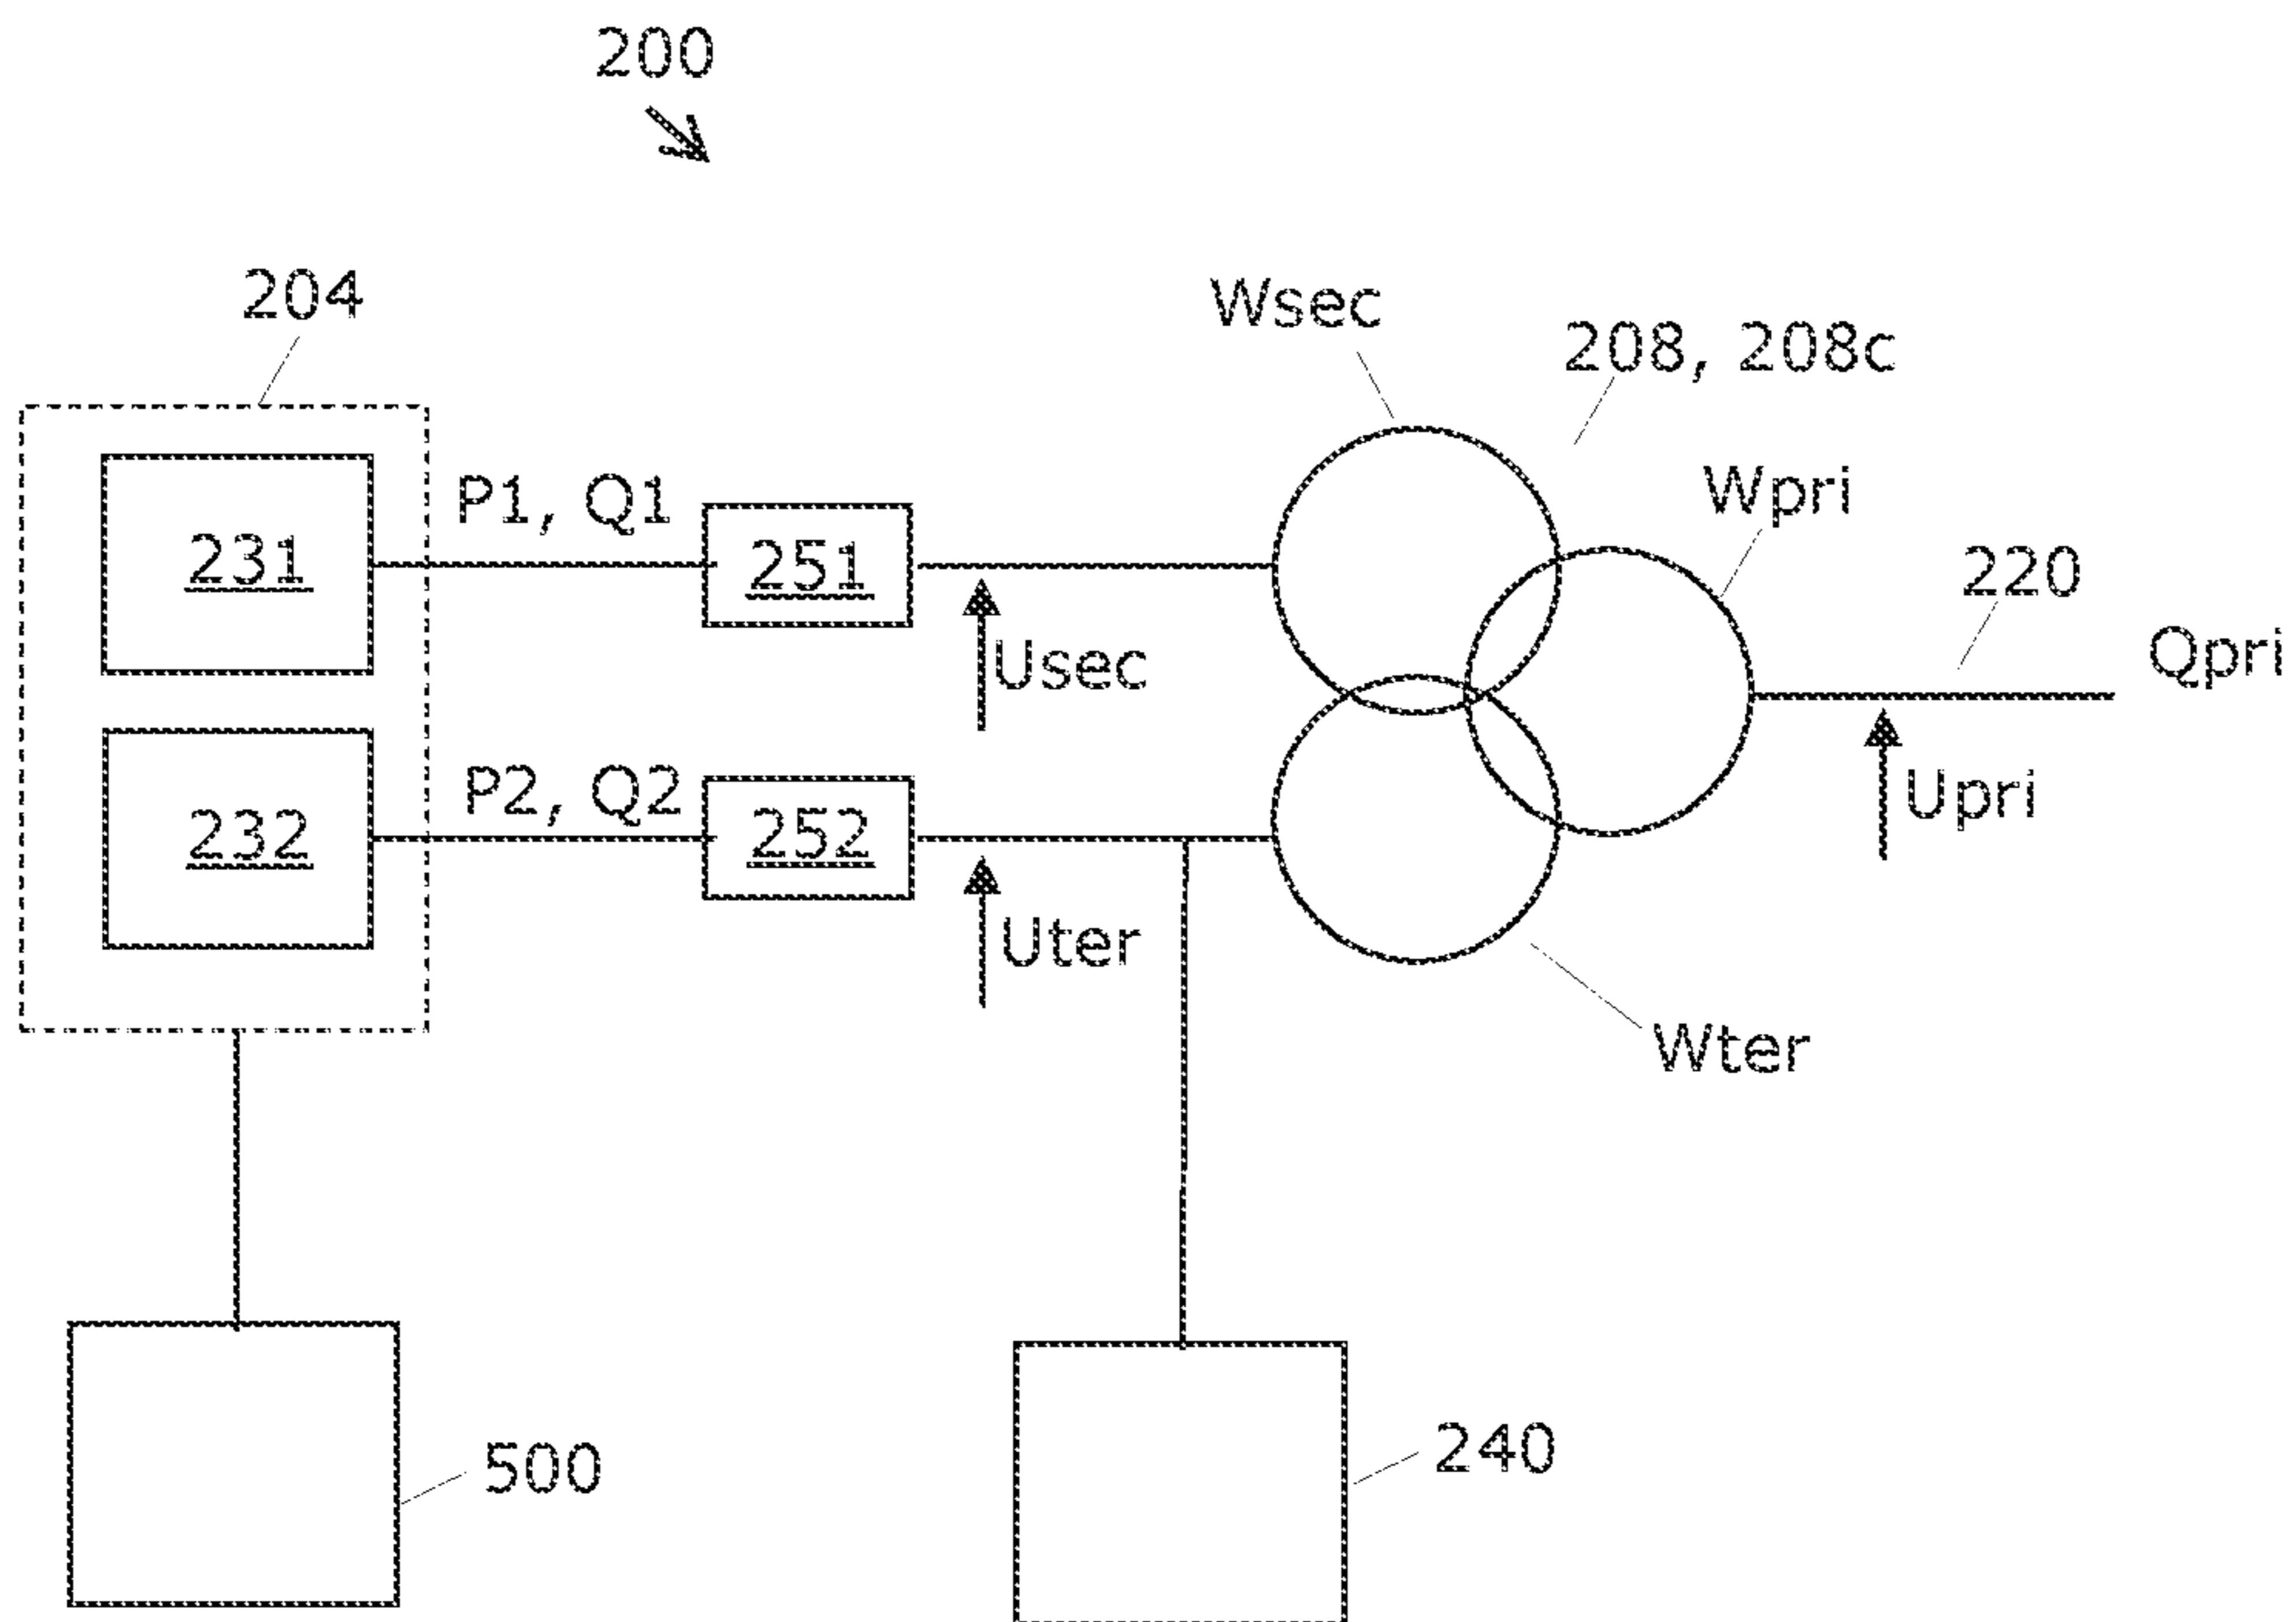 200
204
Wsec
208, 208c
Wpri
P1, Q1
231
251
220
Qpri
Usec
P2, Q2
232
252
Upri
Uter
Wter
500
240